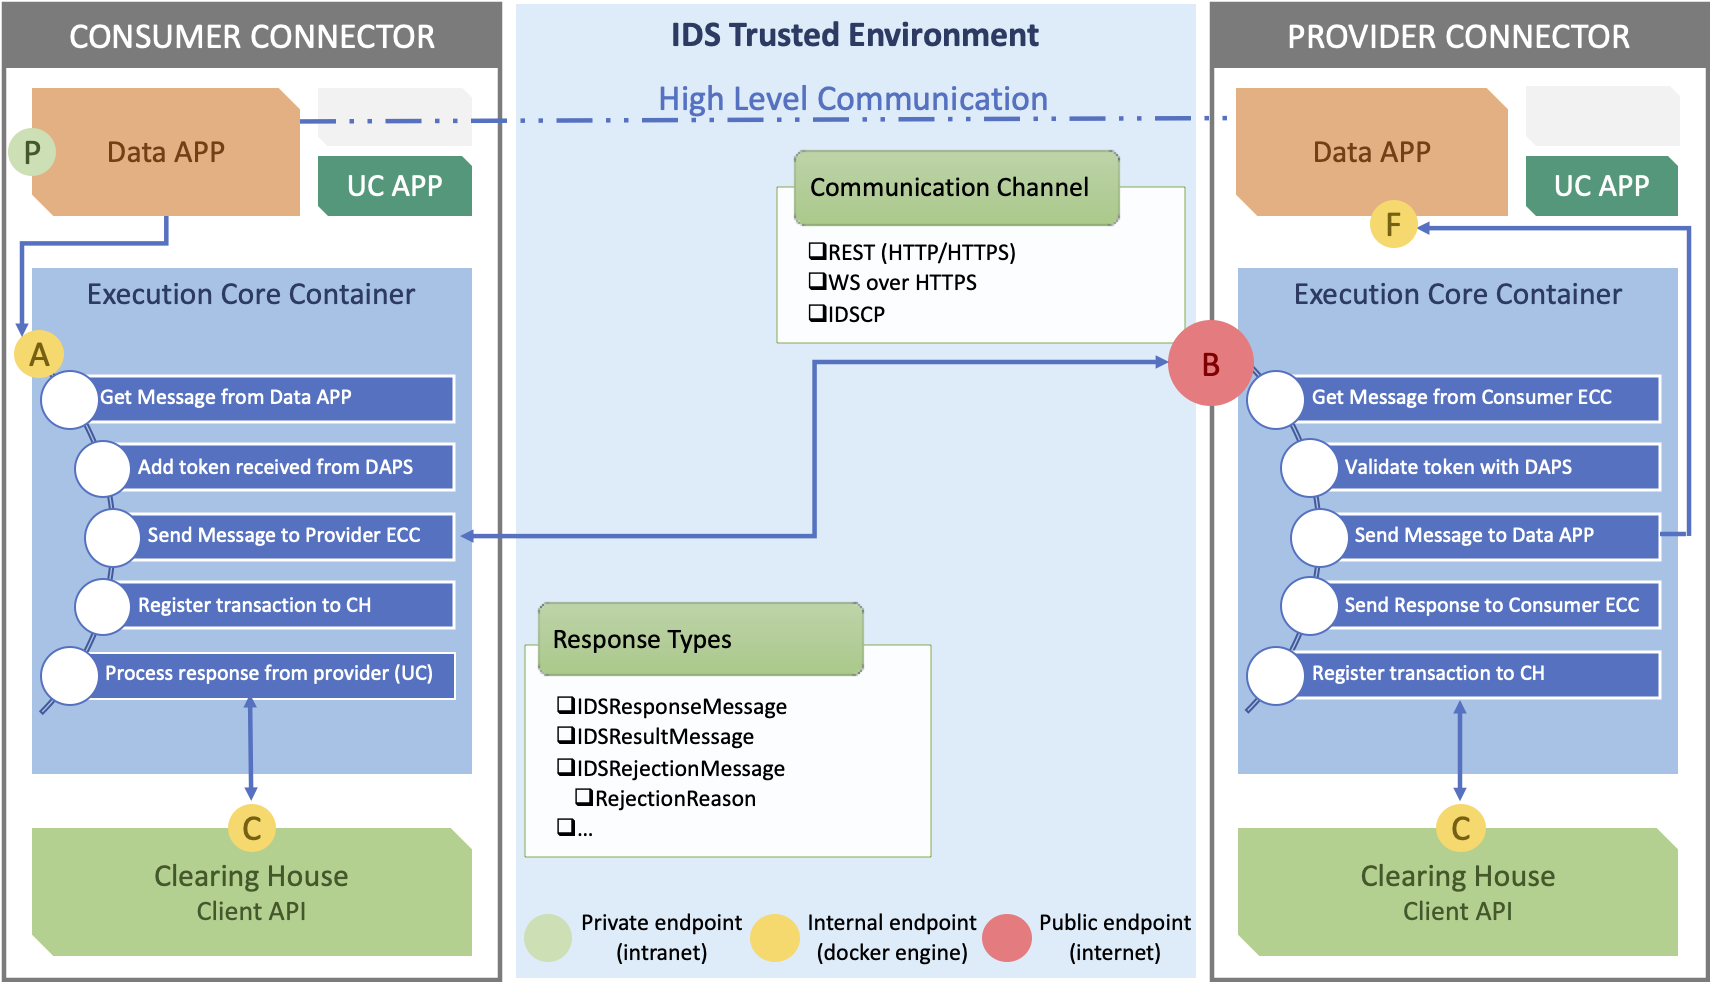 CONSUMER CONNECTOR
P
Data APP
UC APP
Execution Core Container
A
Get Message from Data APP
Add token received from DAPS
Send Message to Provider ECC
Register transaction to CH
Process response from provider (UC)
C
Clearing House
Client API
IDS Trusted Environment
High Level Communication
Communication Channel
REST (HTTP/HTTPS)
WS over HTTPS
IDSCP
Response Types
IDSResponseMessage
IDSResultMessage
IDSRejectionMessage
RejectionReason
...
Private endpoint
(intranet)
Internal endpoint
(docker engine)
Public endpoint
(internet)
PROVIDER CONNECTOR
Data APP
UC APP
F
Execution Core Container
B
Get Message from Consumer ECC
Validate token with DAPS
Send Message to Data APP
Send Response to Consumer ECC
Register transaction to CH
C
Clearing House
Client API